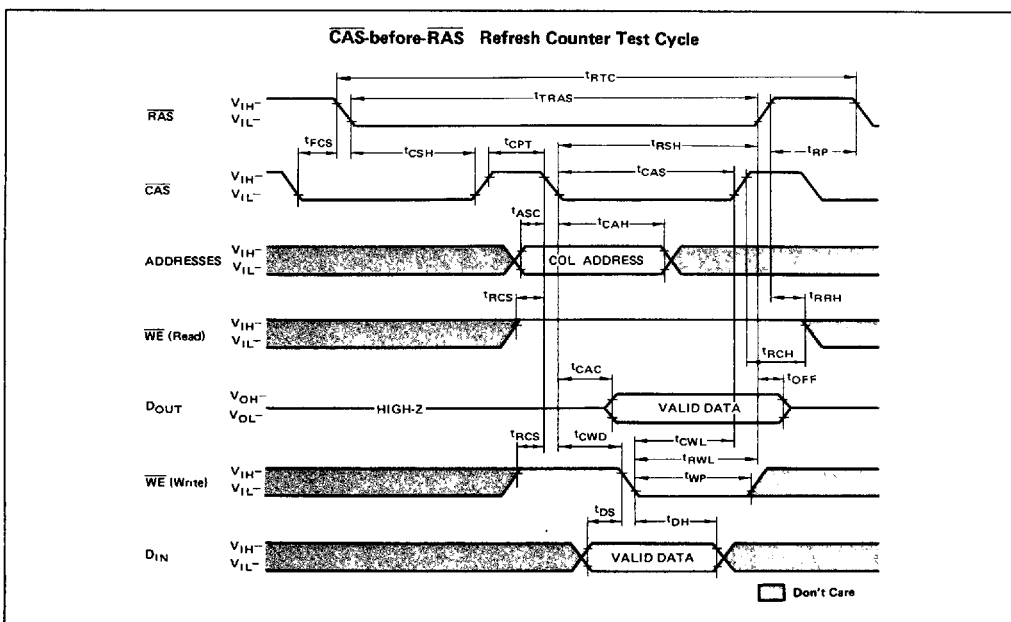 CAS-before-RAS Refresh Counter Test Cycle
tRTC
tTRAS
RAS
VIH–
VIL–
tFCS
tCSH
tCPT
tRSH
tRP
CAS
VIH–
VIL–
tCAS
tASC
tCAH
ADDRESSES
VIH–
VIL–
COL ADDRESS
tRCS
tRRH
WE (Read)
VIH–
VIL–
tRCH
tCAC
tOFF
DOUT
VOH–
VOL–
HIGH-Z
VALID DATA
tRCS
tCWD
tCWL
tRWL
WE (Write)
VIH–
VIL–
tWP
tDS
tDH
DIN
VIH–
VIL–
VALID DATA
Don't Care